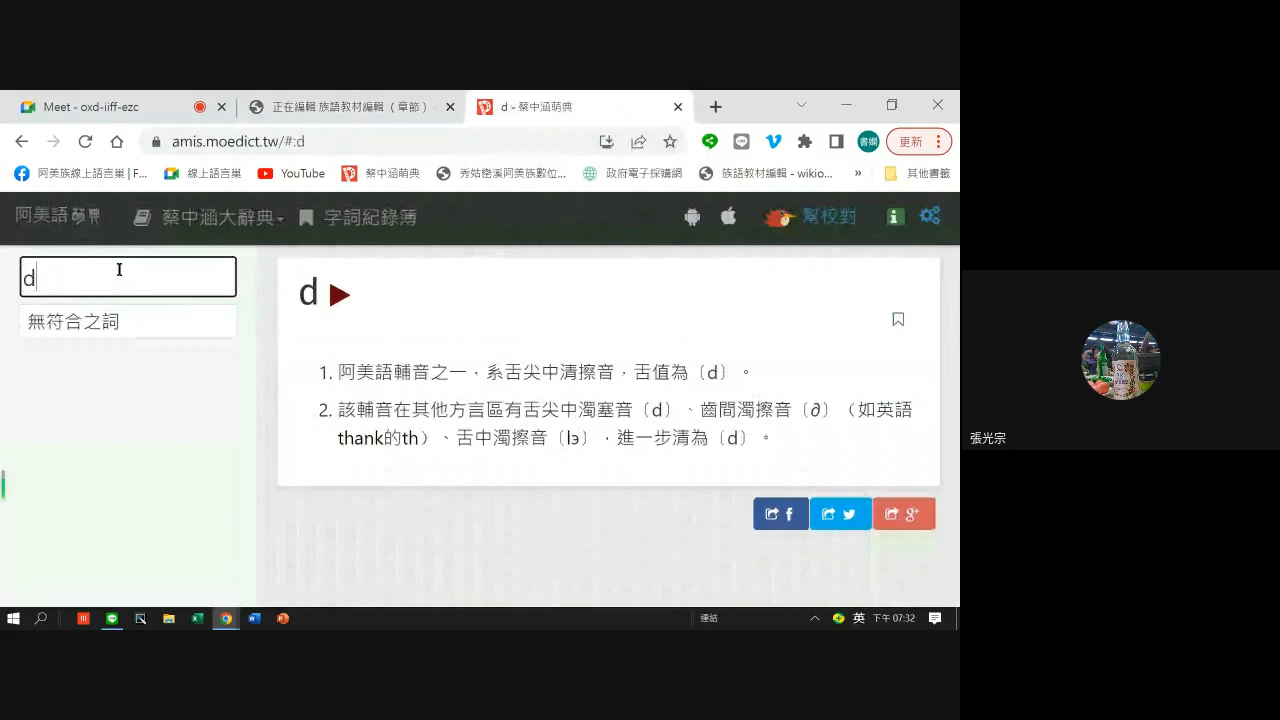 Meet - oxd-iiff-ezc
正在編輯 族語教材編輯（章節）-
d - 蔡中涵萌典
amis.moedict.tw/#:d
書嫻
更新
阿美族線上語言巢 | F...
線上語言巢
YouTube
蔡中涵萌典
秀姑巒溪阿美族數位...
政府電子採購網
族語教材編輯 - wikio...
»
其他書籤
阿美語萌典
蔡中涵大辭典
字詞紀錄簿
幫校對
d
無符合之詞
d
1. 阿美語輔音之一，系舌尖中清擦音，舌值為〔d〕。
2. 該輔音在其他方言區有舌尖中濁塞音〔d〕、齒間濁擦音〔∂〕（如英語
thank的th）、舌中濁擦音〔lɜ〕，進一步清為〔d〕。
張光宗
連結
英
下午 07:32